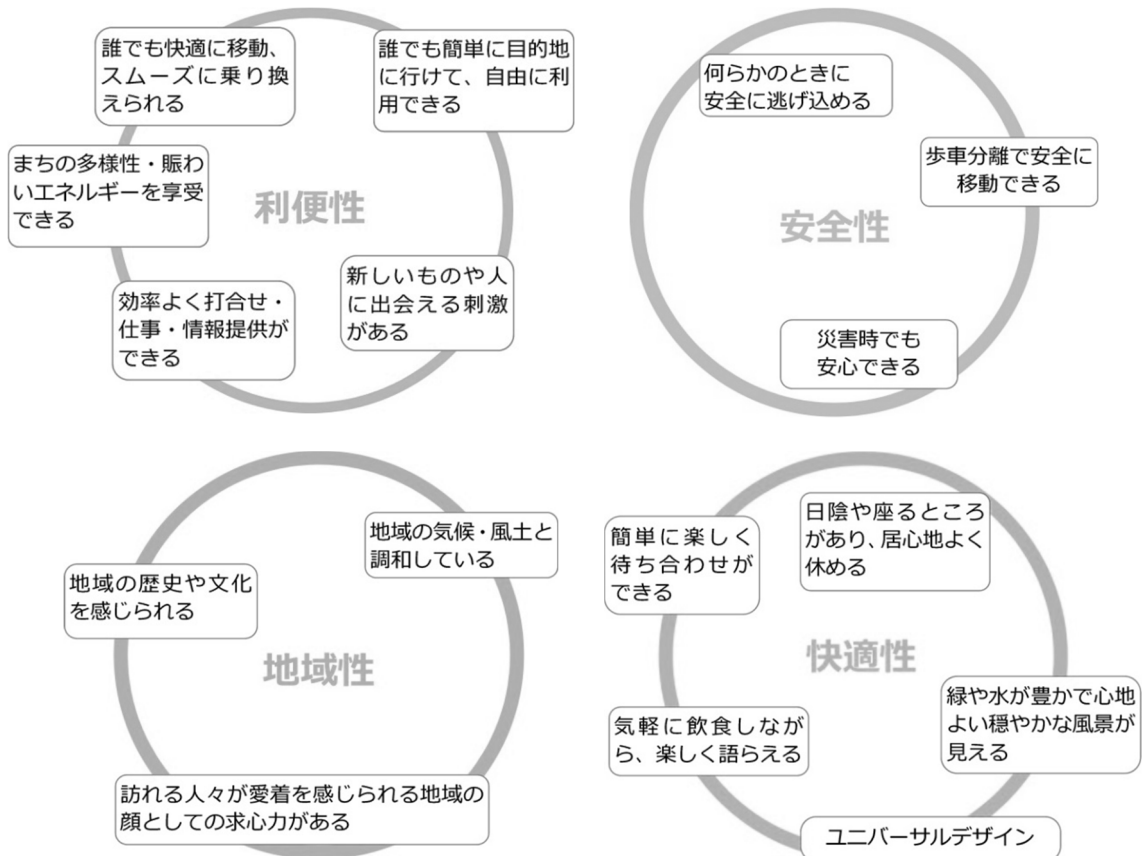 誰でも快適に移動、
スムーズに乗り換
えられる
誰でも簡単に目的地
に行けて、自由に利
用できる
まちの多様性・賑わ
いエネルギーを享受
できる
利便性
新しいものや人
に出会える刺激
がある
効率よく打合せ・
仕事・情報提供が
できる
何らかのときに
安全に逃げ込める
歩車分離で安全に
移動できる
安全性
災害時でも
安心できる
地域の気候・風土と
調和している
地域の歴史や文化
を感じられる
地域性
訪れる人々が愛着を感じられる地域の
顔としての求心力がある
簡単に楽しく
待ち合わせが
できる
日陰や座るところ
があり、居心地よく
休める
快適性
緑や水が豊かで心地
よい穏やかな風景が
見える
気軽に飲食しなが
ら、楽しく語らえる
ユニバーサルデザイン